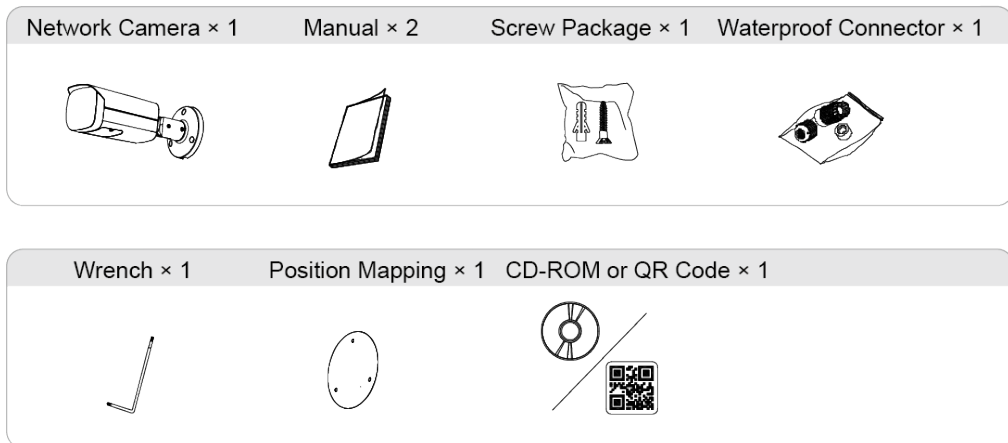 Network Camera × 1 Manual × 2 Screw Package × 1 Waterproof Connector × 1
Wrench × 1 Position Mapping × 1 CD-ROM or QR Code × 1